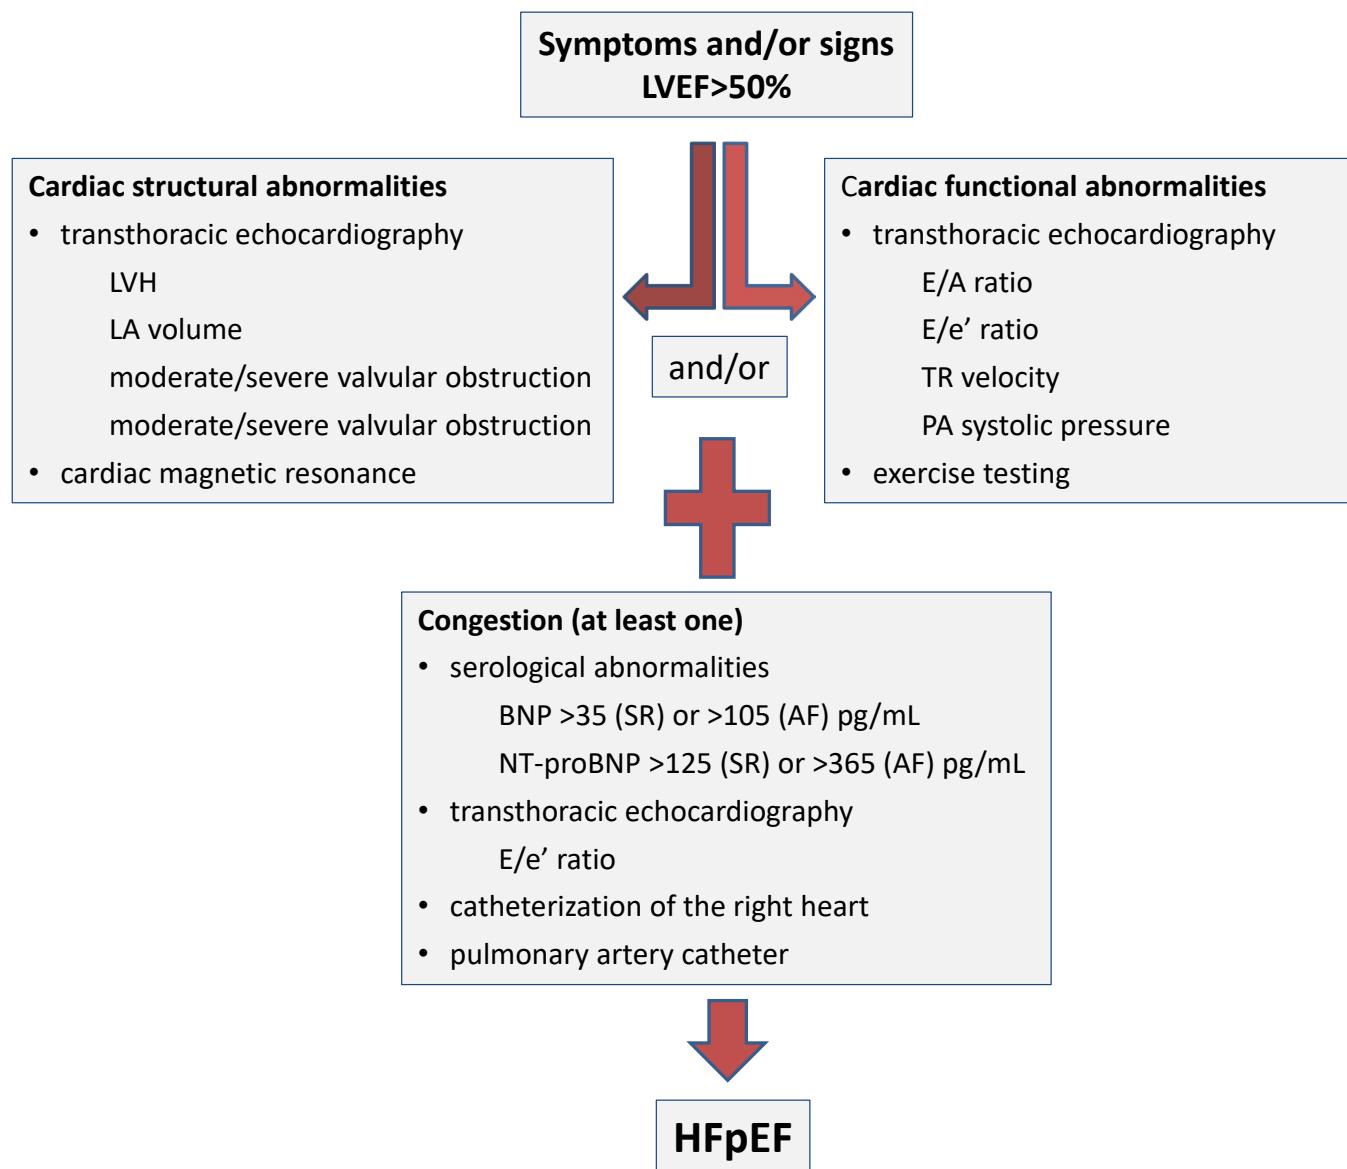 Symptoms and/or signs
LVEF>50%
Cardiac structural abnormalities
• transthoracic echocardiography
LVH
LA volume
moderate/severe valvular obstruction
moderate/severe valvular obstruction
• cardiac magnetic resonance
and/or
Cardiac functional abnormalities
• transthoracic echocardiography
E/A ratio
E/e’ ratio
TR velocity
PA systolic pressure
• exercise testing
Congestion (at least one)
• serological abnormalities
BNP >35 (SR) or >105 (AF) pg/mL
NT-proBNP >125 (SR) or >365 (AF) pg/mL
• transthoracic echocardiography
E/e’ ratio
• catheterization of the right heart
• pulmonary artery catheter
HFpEF